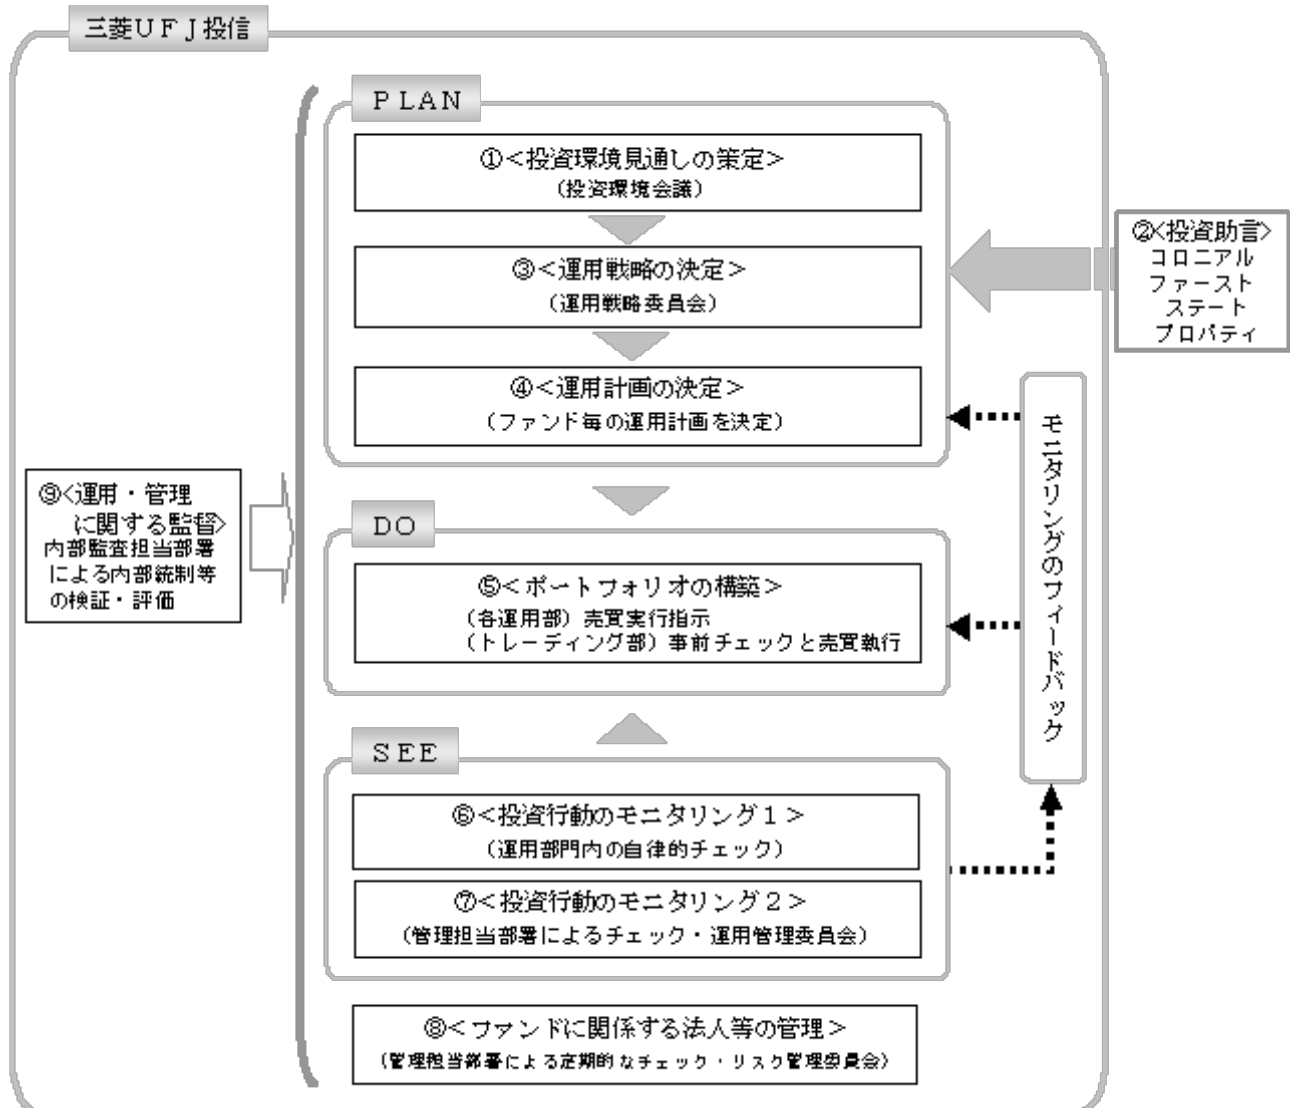 三菱ＵＦＪ投信
ＰＬＡＮ
①＜投資環境見通しの策定＞
（投資環境会議）
②＜投資助言＞
コロニアル
ファースト
ステート
プロパティ
③＜運用戦略の決定＞
（運用戦略委員会）
④＜運用計画の決定＞
（ファンド毎の運用計画を決定）
モニタリングのフィードバック
⑨＜運用・管理
に関する監督＞
内部監査担当部署
による内部統制等
の検証・評価
ＤＯ
⑤＜ポートフォリオの構築＞
（各運用部）売買実行指示
（トレーディング部）事前チェックと売買執行
ＳＥＥ
⑥＜投資行動のモニタリング１＞
（運用部門内の自律的チェック）
⑦＜投資行動のモニタリング２＞
（管理担当部署によるチェック・運用管理委員会）
⑧＜ファンドに関係する法人等の管理＞
（管理担当部署による定期的なチェック・リスク管理委員会）